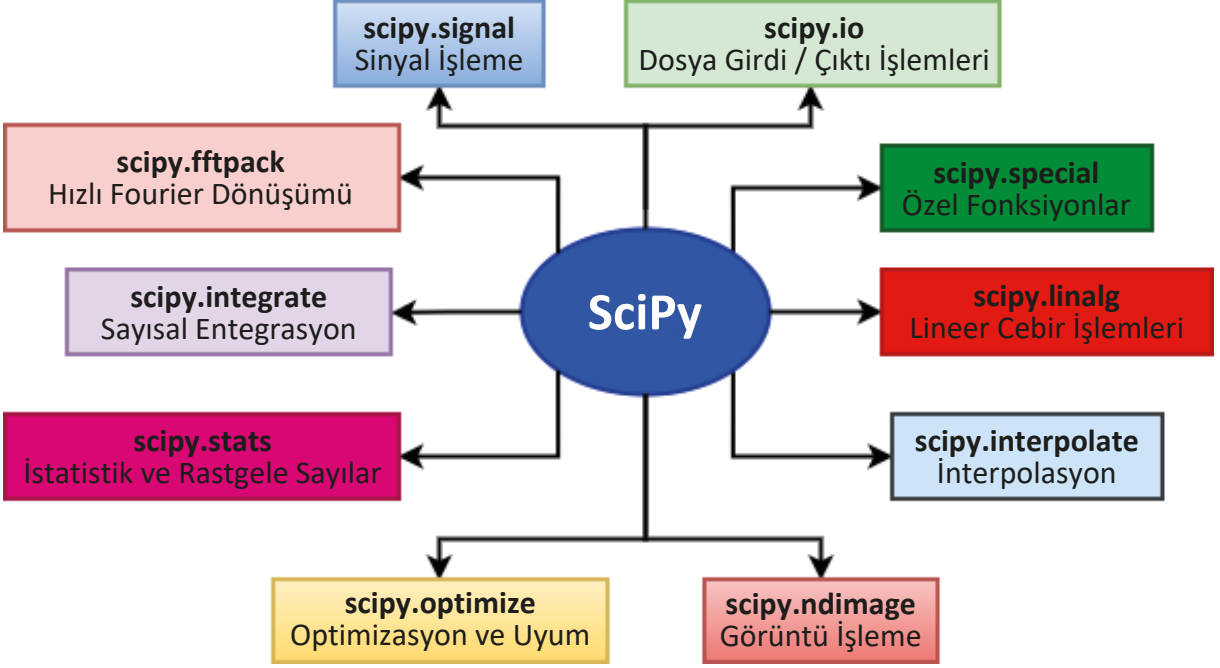 scipy.signal
Sinyal İşleme
scipy.io
Dosya Girdi / Çıktı İşlemleri
scipy.fftpack
Hızlı Fourier Dönüşümü
scipy.special
Özel Fonksiyonlar
scipy.integrate
Sayısal Entegrasyon
SciPy
scipy.linalg
Lineer Cebir İşlemleri
scipy.stats
İstatistik ve Rastgele Sayılar
scipy.interpolate
İnterpolasyon
scipy.optimize
Optimizasyon ve Uyum
scipy.ndimage
Görüntü İşleme